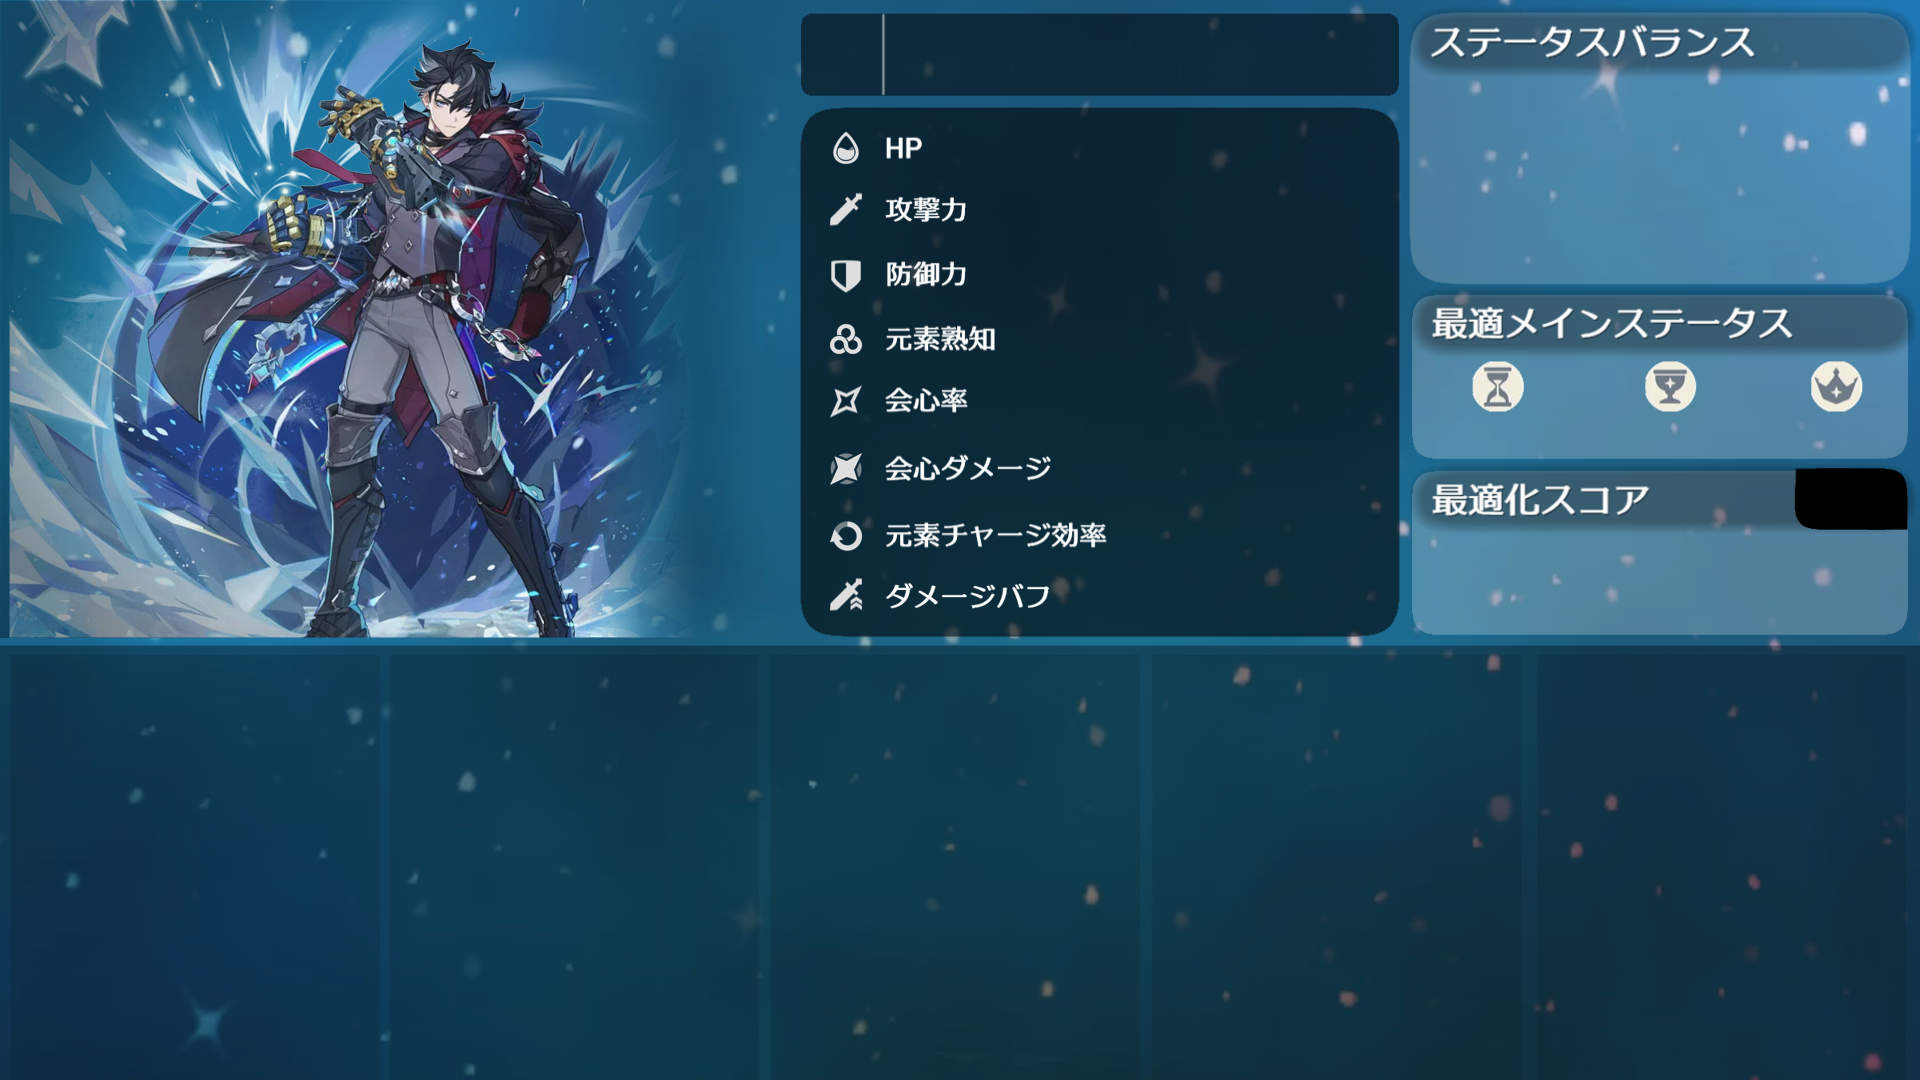 HP
攻撃力
防御力
元素熟知
会心率
会心ダメージ
元素チャージ効率
ダメージバフ
ステータスバランス
最適メインステータス
最適化スコア